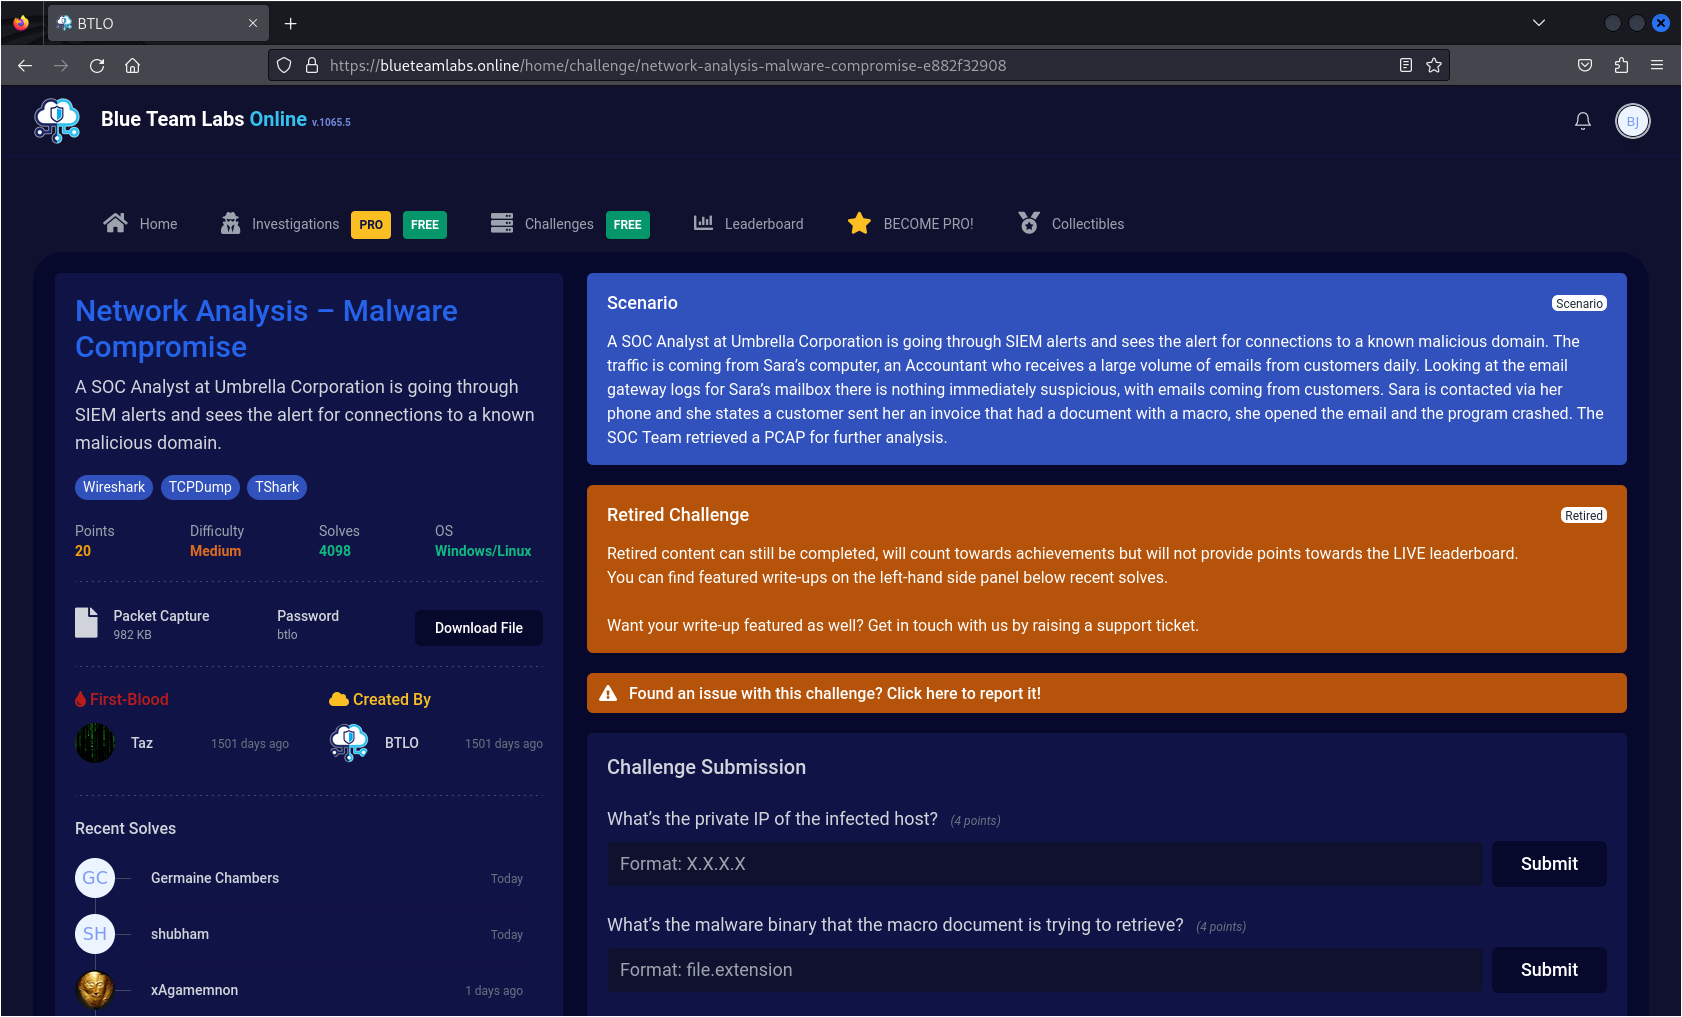 BTLO
https://blueteamlabs.online/home/challenge/network-analysis-malware-compromise-e882f32908
Blue Team Labs Online v.1065.5
BJ
Home
Investigations PRO FREE
Challenges FREE
Leaderboard
BECOME PRO!
Collectibles
Network Analysis – Malware
Compromise
A SOC Analyst at Umbrella Corporation is going through
SIEM alerts and sees the alert for connections to a known
malicious domain.
Wireshark TCPDump TShark
Points Difficulty Solves OS
20 Medium 4098 Windows/Linux
Packet Capture Password
982 KB btlo
Download File
First-Blood Created By
Taz 1501 days ago BTLO 1501 days ago
Recent Solves
GC Germaine Chambers Today
SH shubham Today
xAgamemnon 1 days ago
Scenario Scenario
A SOC Analyst at Umbrella Corporation is going through SIEM alerts and sees the alert for connections to a known malicious domain. The
traffic is coming from Sara’s computer, an Accountant who receives a large volume of emails from customers daily. Looking at the email
gateway logs for Sara’s mailbox there is nothing immediately suspicious, with emails coming from customers. Sara is contacted via her
phone and she states a customer sent her an invoice that had a document with a macro, she opened the email and the program crashed. The
SOC Team retrieved a PCAP for further analysis.
Retired Challenge Retired
Retired content can still be completed, will count towards achievements but will not provide points towards the LIVE leaderboard.
You can find featured write-ups on the left-hand side panel below recent solves.
Want your write-up featured as well? Get in touch with us by raising a support ticket.
Found an issue with this challenge? Click here to report it!
Challenge Submission
What’s the private IP of the infected host? (4 points)
Format: X.X.X.X Submit
What’s the malware binary that the macro document is trying to retrieve? (4 points)
Format: file.extension Submit